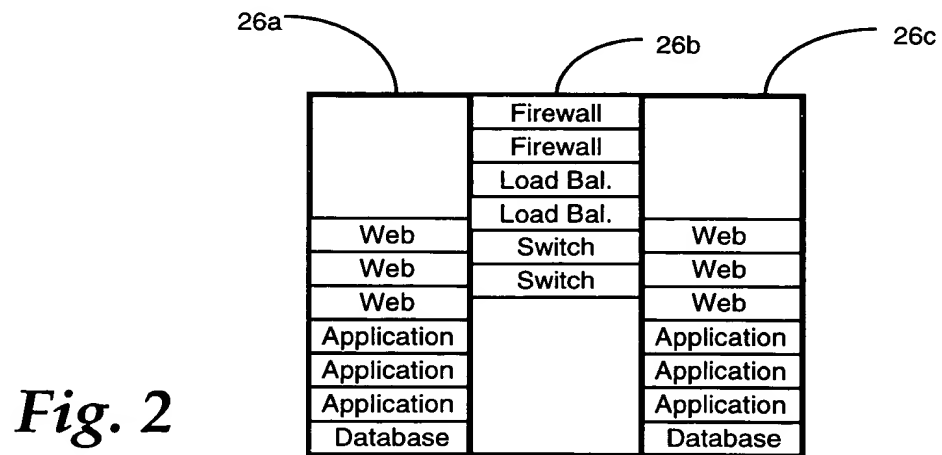 26a
26b
26c
Firewall
Firewall
Load Bal.
Load Bal.
Switch
Switch
Web
Web
Web
Application
Application
Application
Database
Web
Web
Web
Application
Application
Application
Database
Fig. 2